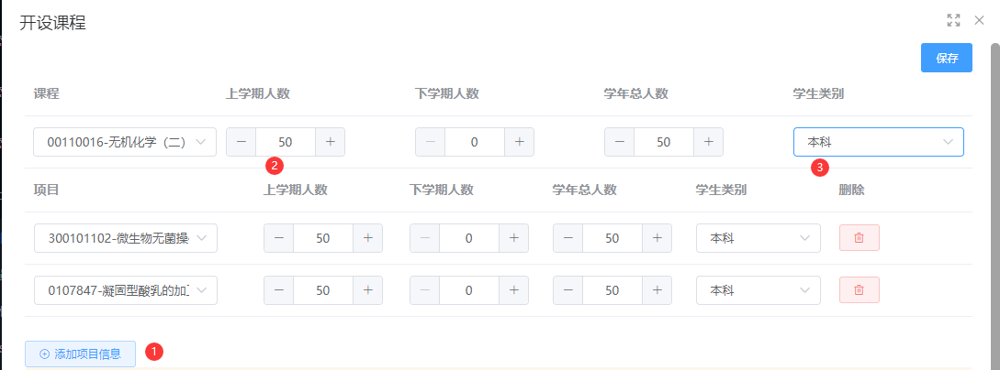 开设课程
保存
课程 上学期人数 下学期人数 学年总人数 学生类别
00110016-无机化学（二） 50 0 50 本科
2 3
项目 上学期人数 下学期人数 学年总人数 学生类别 删除
300101102-微生物无菌操 50 0 50 本科
0107847-凝固型酸乳的加 50 0 50 本科
添加项目信息 1